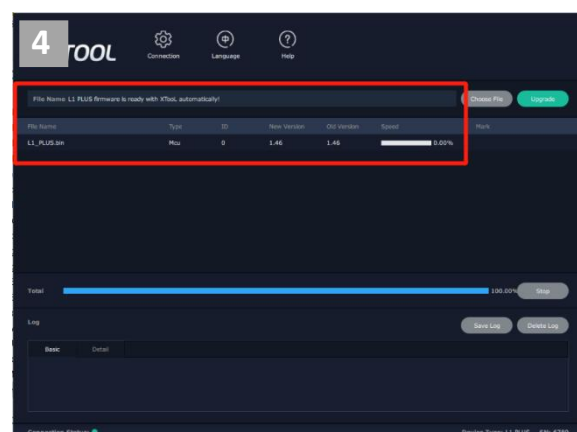 4
TOOL
Connection Language Help
File Name L1 PLUS firmware is ready with XTooL automatically!
Choose File Upgrade
File Name Type ID New Version Old Version Speed Mark
L1_PLUS.bin Mcu 0 1.46 1.46 0.00%
Total 100.00% Stop
Log Save Log Delete Log
Basic Detail
Connection Status Device Type: L1 PLUS